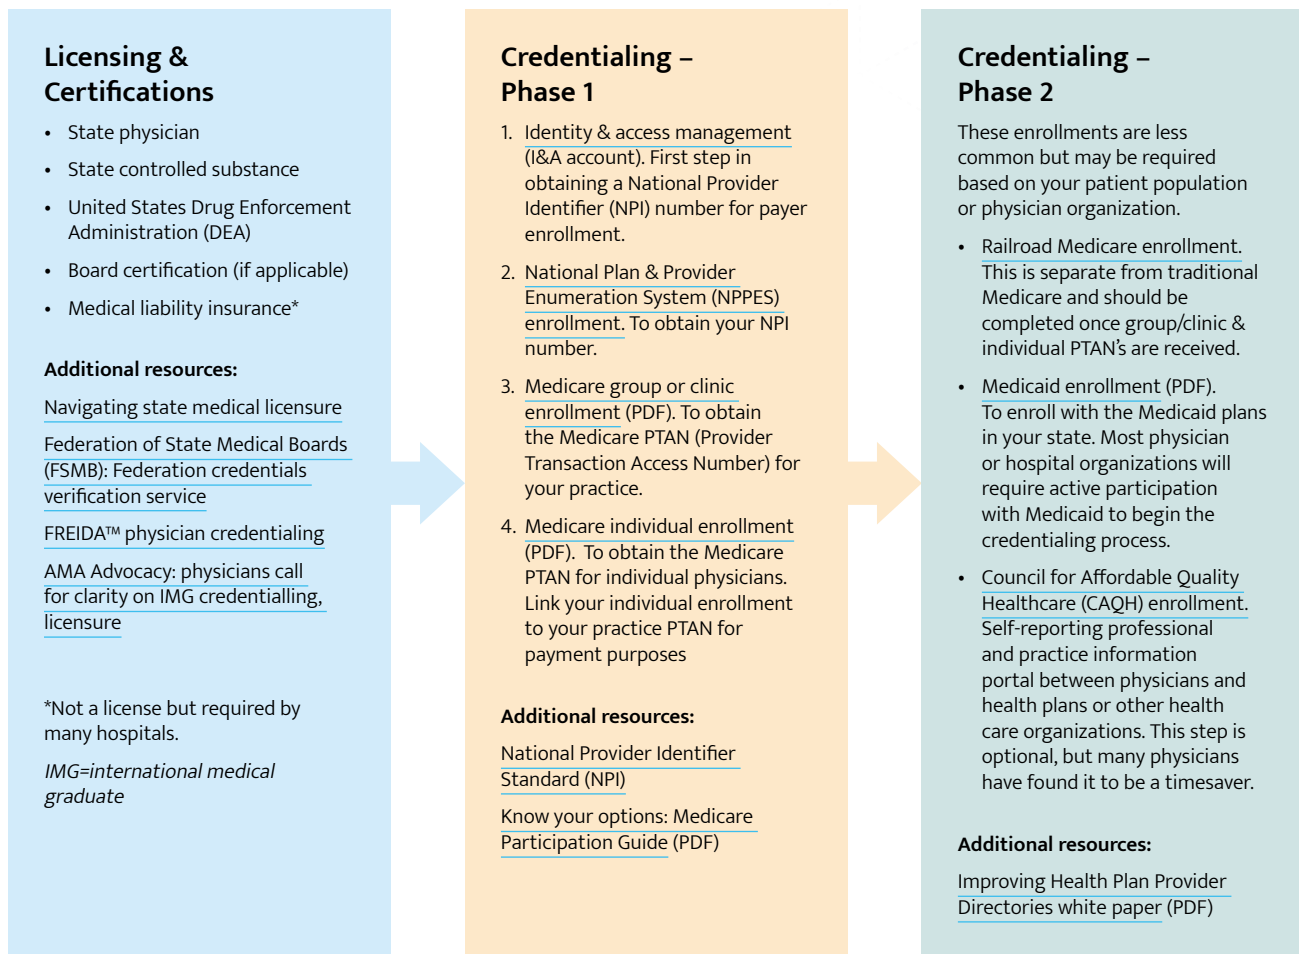 Licensing &
Certifications
• State physician
• State controlled substance
• United States Drug Enforcement
Administration (DEA)
• Board certification (if applicable)
• Medical liability insurance*
Additional resources:
Navigating state medical licensure
Federation of State Medical Boards
(FSMB): Federation credentials
verification service
FREIDA™ physician credentialing
AMA Advocacy: physicians call
for clarity on IMG credentialling,
licensure
*Not a license but required by
many hospitals.
IMG=international medical
graduate
Credentialing –
Phase 1
1. Identity & access management
(I&A account). First step in
obtaining a National Provider
Identifier (NPI) number for payer
enrollment.
2. National Plan & Provider
Enumeration System (NPPES)
enrollment. To obtain your NPI
number.
3. Medicare group or clinic
enrollment (PDF). To obtain
the Medicare PTAN (Provider
Transaction Access Number) for
your practice.
4. Medicare individual enrollment
(PDF). To obtain the Medicare
PTAN for individual physicians.
Link your individual enrollment
to your practice PTAN for
payment purposes
Additional resources:
National Provider Identifier
Standard (NPI)
Know your options: Medicare
Participation Guide (PDF)
Credentialing –
Phase 2
These enrollments are less
common but may be required
based on your patient population
or physician organization.
• Railroad Medicare enrollment.
This is separate from traditional
Medicare and should be
completed once group/clinic &
individual PTAN's are received.
• Medicaid enrollment (PDF).
To enroll with the Medicaid plans
in your state. Most physician
or hospital organizations will
require active participation
with Medicaid to begin the
credentialing process.
• Council for Affordable Quality
Healthcare (CAQH) enrollment.
Self-reporting professional
and practice information
portal between physicians and
health plans or other health
care organizations. This step is
optional, but many physicians
have found it to be a timesaver.
Additional resources:
Improving Health Plan Provider
Directories white paper (PDF)